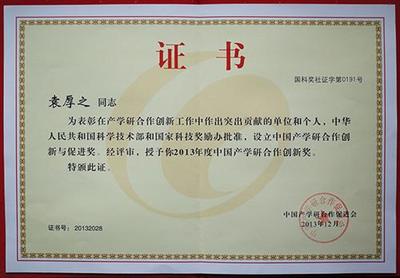 证书
国科奖社证字第0191号
袁厚之 同志
为表彰在产学研合作创新工作中作出突出贡献的单位和个人，中华
人民共和国科学技术部和国家科技奖励办批准，设立中国产学研合作创
新与促进奖。经评审，授予你2013年度中国产学研合作创新奖。
特颁此证。
中国产学研合作促进会
2013年12月
证书号：20132028